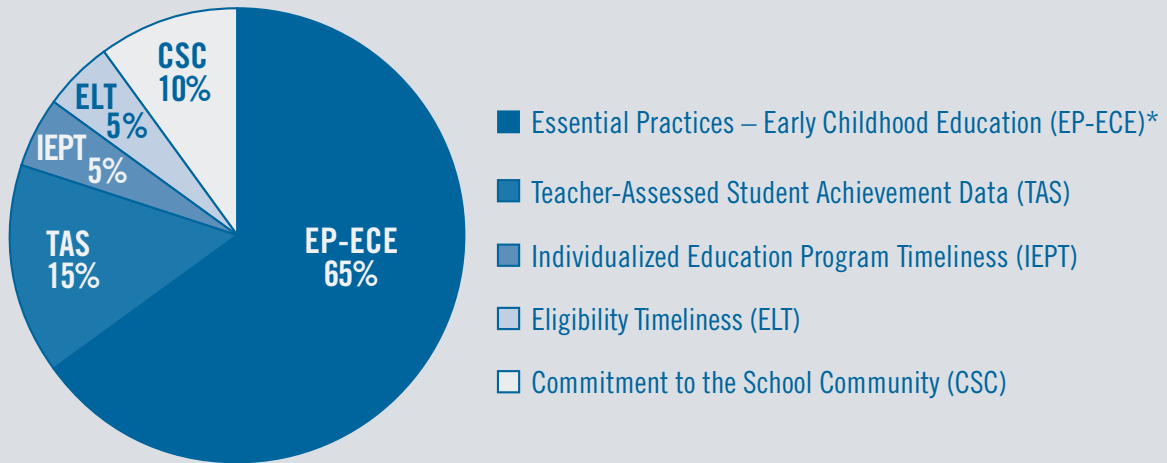 CSC
10%
ELT
5%
IEPT
5%
TAS
15%
EP-ECE
65%
Essential Practices – Early Childhood Education (EP-ECE)*
Teacher-Assessed Student Achievement Data (TAS)
Individualized Education Program Timeliness (IEPT)
Eligibility Timeliness (ELT)
Commitment to the School Community (CSC)